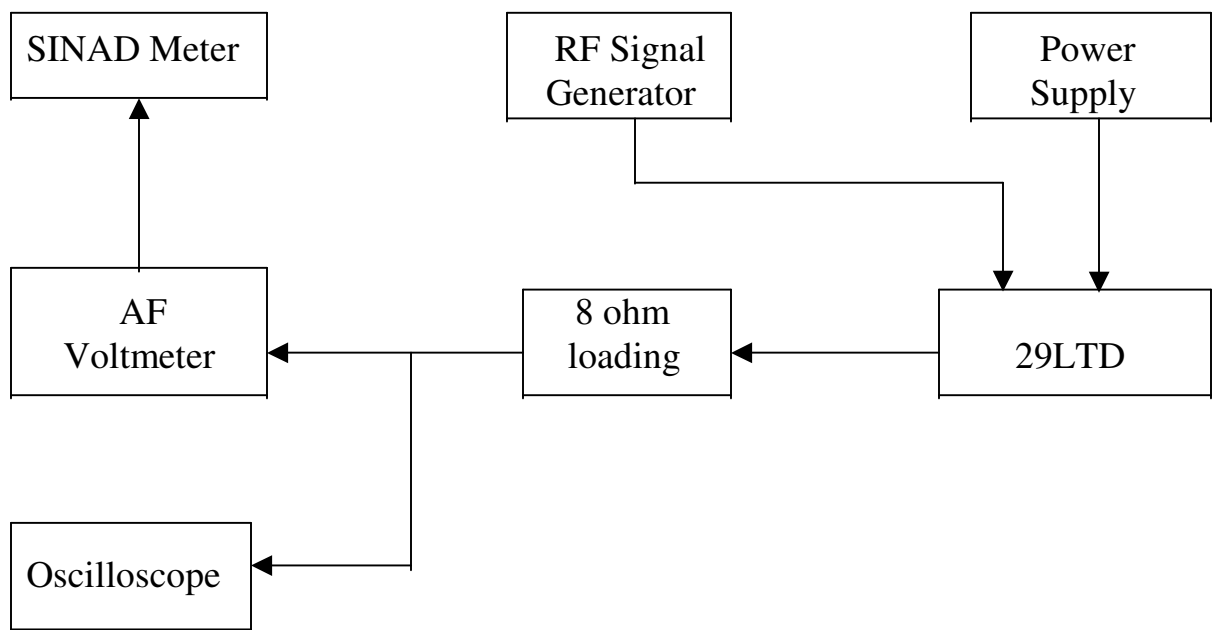 SINAD Meter
RF Signal
Generator
Power
Supply
AF
Voltmeter
8 ohm
loading
29LTD
Oscilloscope